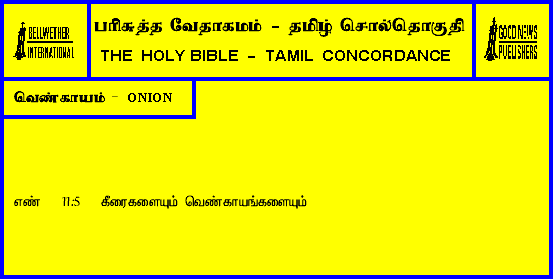 BELLWETHER
INTERNATIONAL
பரிசுத்த வேதாகமம் - தமிழ் சொல்தொகுதி
THE HOLY BIBLE - TAMIL CONCORDANCE
GOOD NEWS
PUBLISHERS
வெண்காயம் - ONION
எண் 11:5 கீரைகளையும் வெண்காயங்களையும்